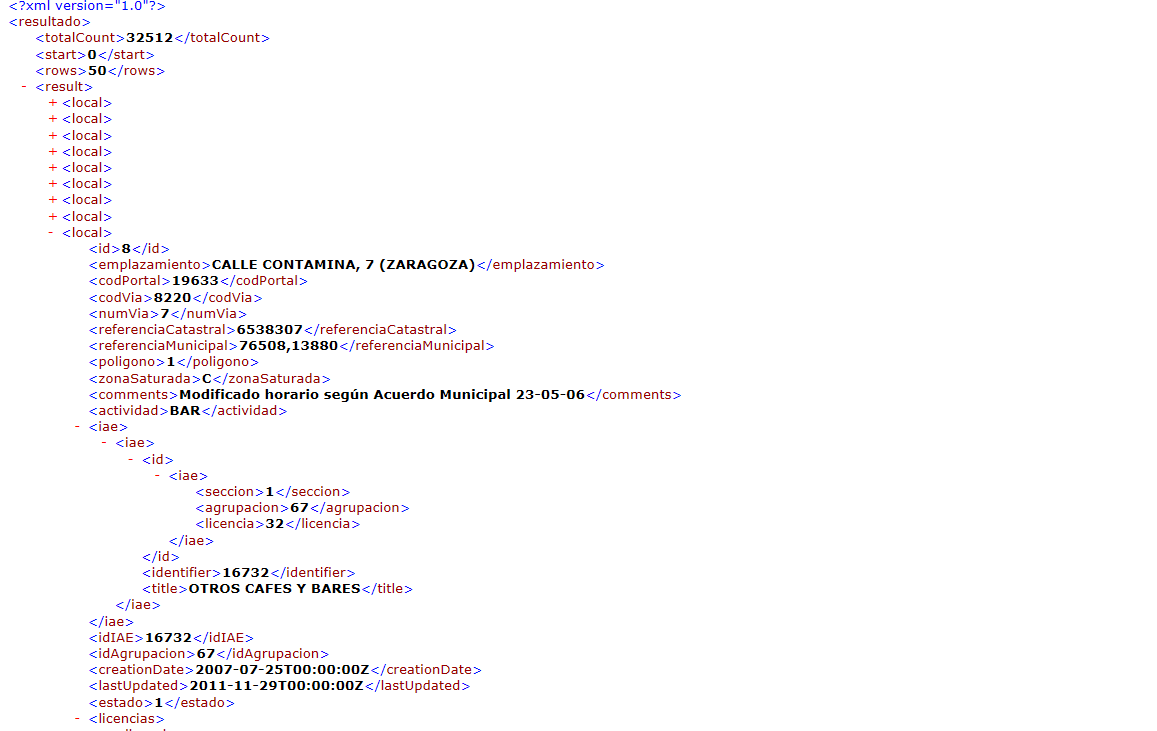 <?xml version="1.0"?>
<resultado>
<totalCount>32512</totalCount>
<start>0</start>
<rows>50</rows>
- <result>
+ <local>
+ <local>
+ <local>
+ <local>
+ <local>
+ <local>
+ <local>
+ <local>
- <local>
<id>8</id>
<emplazamiento>CALLE CONTAMINA, 7 (ZARAGOZA)</emplazamiento>
<codPortal>19633</codPortal>
<codVia>8220</codVia>
<numVia>7</numVia>
<referenciaCatastral>6538307</referenciaCatastral>
<referenciaMunicipal>76508,13880</referenciaMunicipal>
<poligono>1</poligono>
<zonaSaturada>C</zonaSaturada>
<comments>Modificado horario según Acuerdo Municipal 23-05-06</comments>
<actividad>BAR</actividad>
- <iae>
- <iae>
- <id>
- <iae>
<seccion>1</seccion>
<agrupacion>67</agrupacion>
<licencia>32</licencia>
</iae>
</id>
<identifier>16732</identifier>
<title>OTROS CAFES Y BARES</title>
</iae>
</iae>
<idIAE>16732</idIAE>
<idAgrupacion>67</idAgrupacion>
<creationDate>2007-07-25T00:00:00Z</creationDate>
<lastUpdated>2011-11-29T00:00:00Z</lastUpdated>
<estado>1</estado>
- <licencias>